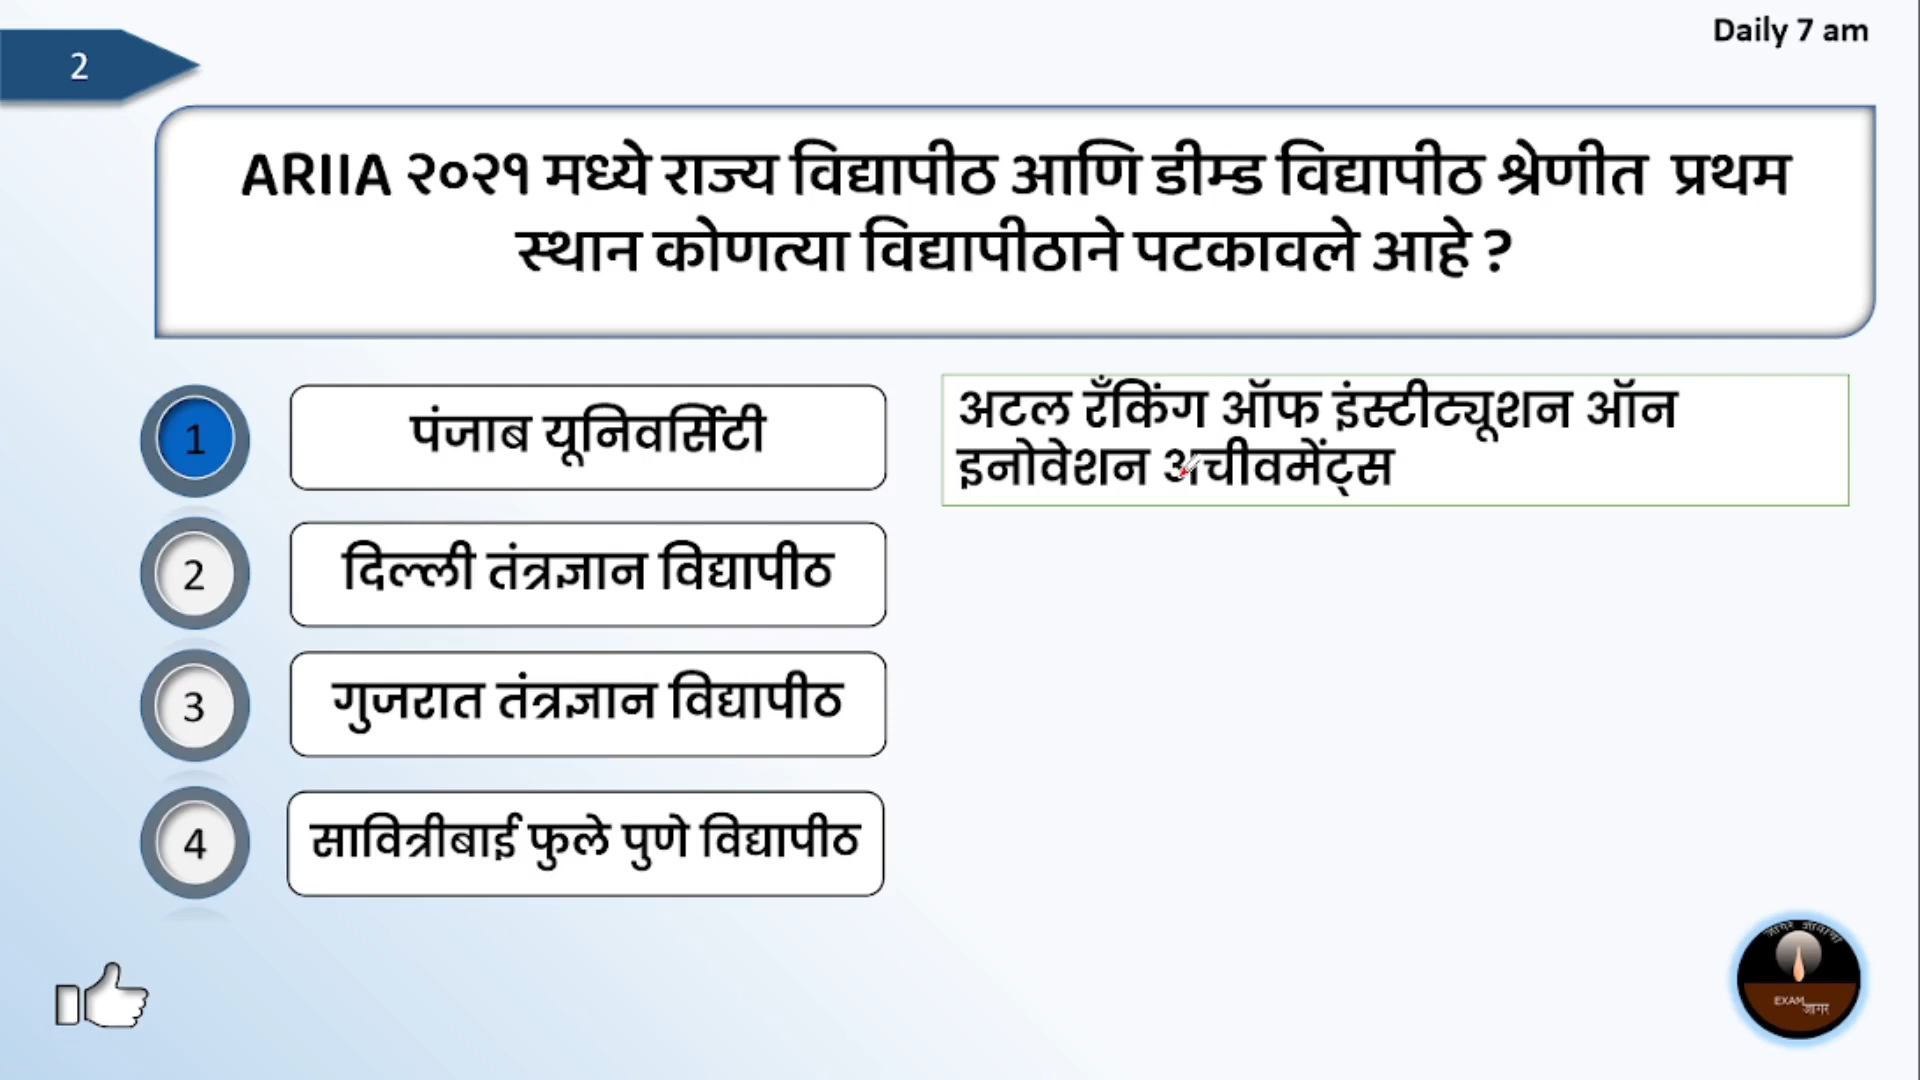 Daily 7 am
2
ARIIA २०२१ मध्ये राज्य विद्यापीठ आणि डीम्ड विद्यापीठ श्रेणीत प्रथम
स्थान कोणत्या विद्यापीठाने पटकावले आहे ?
1
पंजाब यूनिवर्सिटी
अटल रँकिंग ऑफ इंस्टीट्यूशन ऑन
इनोवेशन अचीवमेंट्स
2
दिल्ली तंत्रज्ञान विद्यापीठ
3
गुजरात तंत्रज्ञान विद्यापीठ
4
सावित्रीबाई फुले पुणे विद्यापीठ
EXAM
जागर